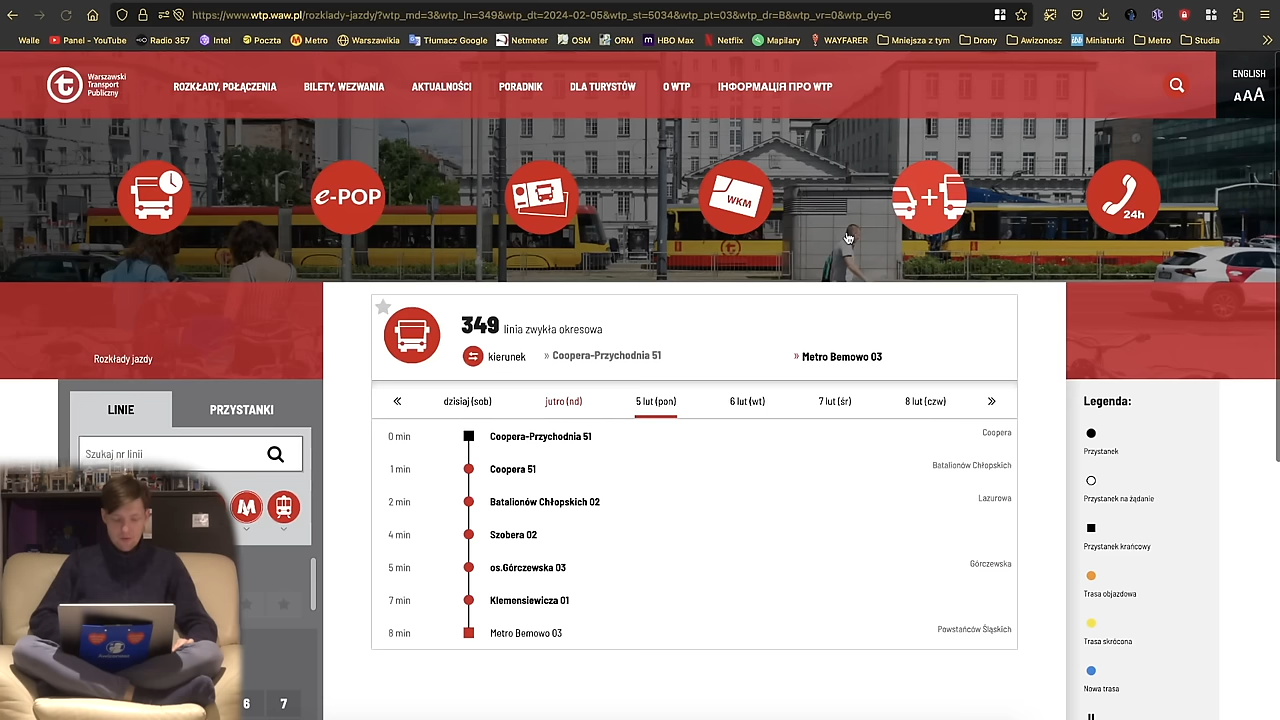 https://www.wtp.waw.pl/rozklady-jazdy/?wtp_md=3&wtp_ln=349&wtp_dt=2024-02-05&wtp_st=5034&wtp_pt=03&wtp_dr=B&wtp_vr=0&wtp_dy=6
Walle Panel - YouTube Radio 357 Intel Poczta Metro Warszawikia Tłumacz Google Netmeter OSM ORM HBO Max Netflix Mapilary WAYFARER Mniejsza z tym Drony Awizonosz Miniaturki Metro Studia
Warszawski
Transport
Publiczny
ROZKŁADY, POŁĄCZENIA BILETY, WEZWANIA AKTUALNOŚCI PORADNIK DLA TURYSTÓW O WTP ІНФОРМАЦІЯ ПРО WTP
ENGLISH
AAA
e-POP
WKM
24h
Rozkłady jazdy
349 linia zwykła okresowa
kierunek » Coopera-Przychodnia 51 » Metro Bemowo 03
« dzisiaj (sob) jutro (nd) 5 lut (pon) 6 lut (wt) 7 lut (śr) 8 lut (czw) »
0 min Coopera-Przychodnia 51 Coopera
1 min Coopera 51 Batalionów Chłopskich
2 min Batalionów Chłopskich 02 Lazurowa
4 min Szobera 02
5 min os.Górczewska 03 Górczewska
7 min Klemensiewicza 01
8 min Metro Bemowo 03 Powstańców Śląskich
LINIE PRZYSTANKI
Szukaj nr linii
M
6 7
Legenda:
Przystanek
Przystanek na żądanie
Przystanek krańcowy
Trasa objazdowa
Trasa skrócona
Nowa trasa